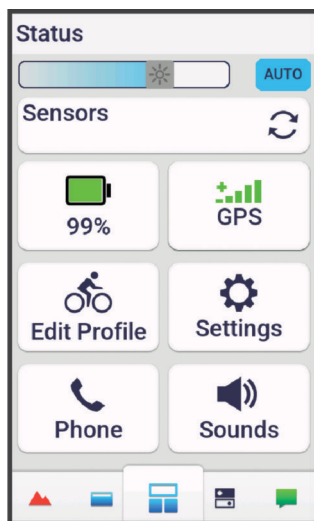 Status
AUTO
Sensors
99%
GPS
Edit Profile
Settings
Phone
Sounds